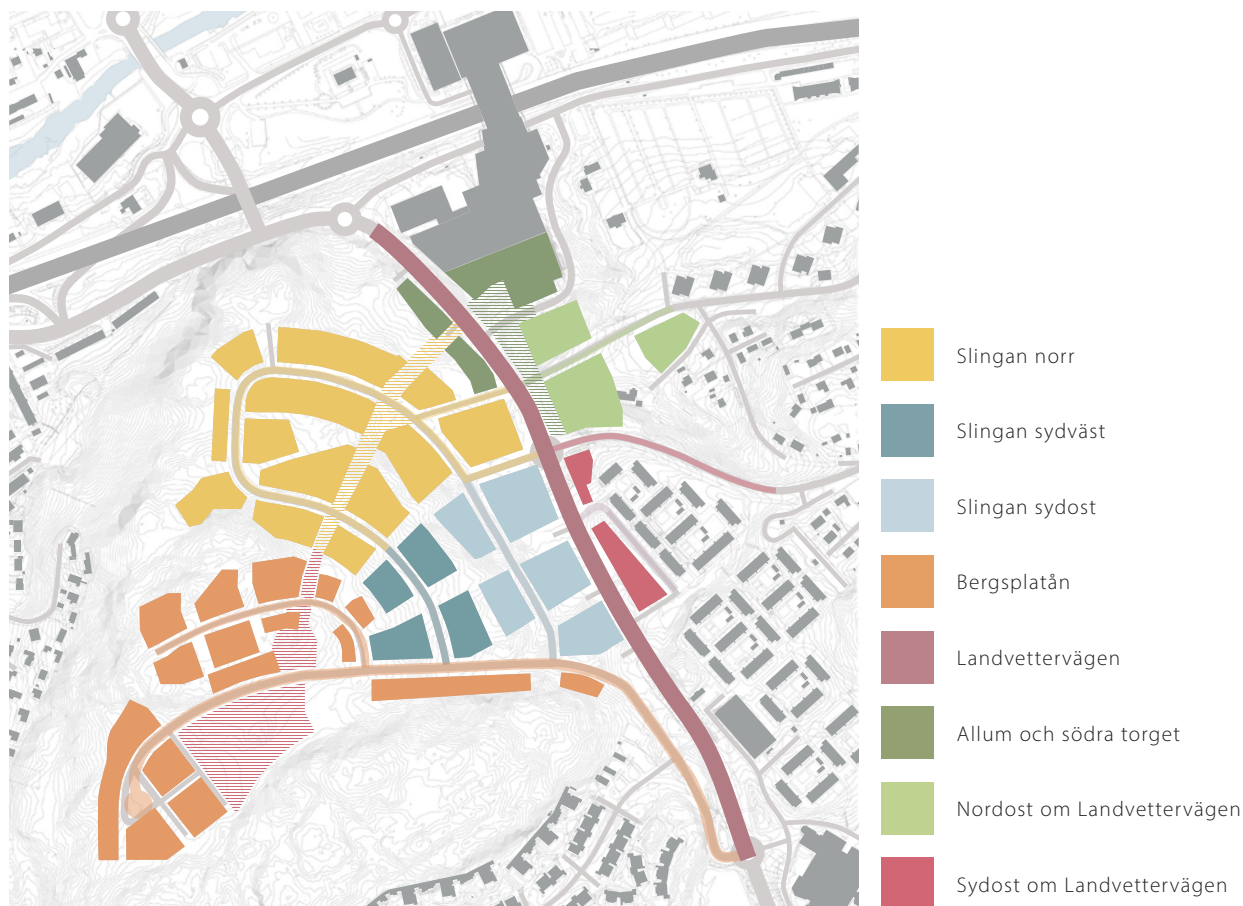 Slingan norr
Slingan sydväst
Slingan sydost
Bergsplatån
Landvettervägen
Allum och södra torget
Nordost om Landvettervägen
Sydost om Landvettervägen